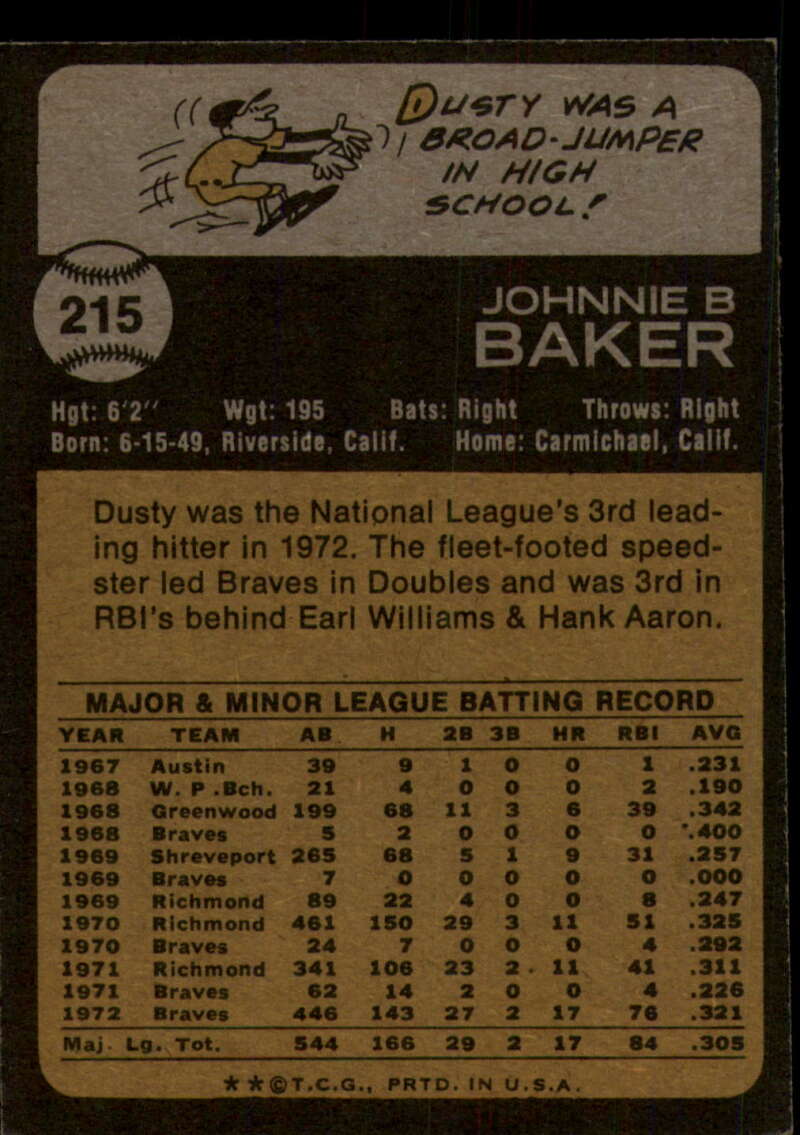 DUSTY WAS A
BROAD-JUMPER
IN HIGH
SCHOOL!
215
JOHNNIE B
BAKER
Hgt: 6'2" Wgt: 195 Bats: Right Throws: Right
Born: 6-15-49, Riverside, Calif. Home: Carmichael, Calif.
Dusty was the National League's 3rd lead-
ing hitter in 1972. The fleet-footed speed-
ster led Braves in Doubles and was 3rd in
RBI's behind Earl Williams & Hank Aaron.
MAJOR & MINOR LEAGUE BATTING RECORD
YEAR TEAM AB H 2B 3B HR RBI AVG
1967 Austin 39 9 1 0 0 1 .231
1968 W. P .Bch. 21 4 0 0 0 2 .190
1968 Greenwood 199 68 11 3 6 39 .342
1968 Braves 5 2 0 0 0 0 .400
1969 Shreveport 265 68 5 1 9 31 .257
1969 Braves 7 0 0 0 0 0 .000
1969 Richmond 89 22 4 0 0 8 .247
1970 Richmond 461 150 29 3 11 51 .325
1970 Braves 24 7 0 0 0 4 .292
1971 Richmond 341 106 23 2 11 41 .311
1971 Braves 62 14 2 0 0 4 .226
1972 Braves 446 143 27 2 17 76 .321
Maj. Lg. Tot. 544 166 29 2 17 84 .305
★★©T.C.G., PRTD. IN U.S.A.